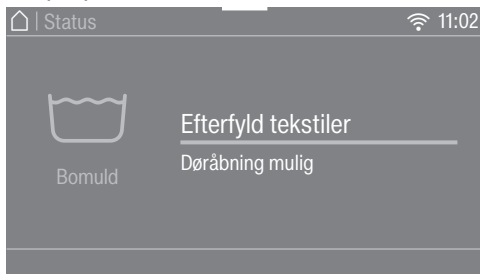 | Status 11:02
Efterfyld tekstiler
Døråbning mulig
Bomuld